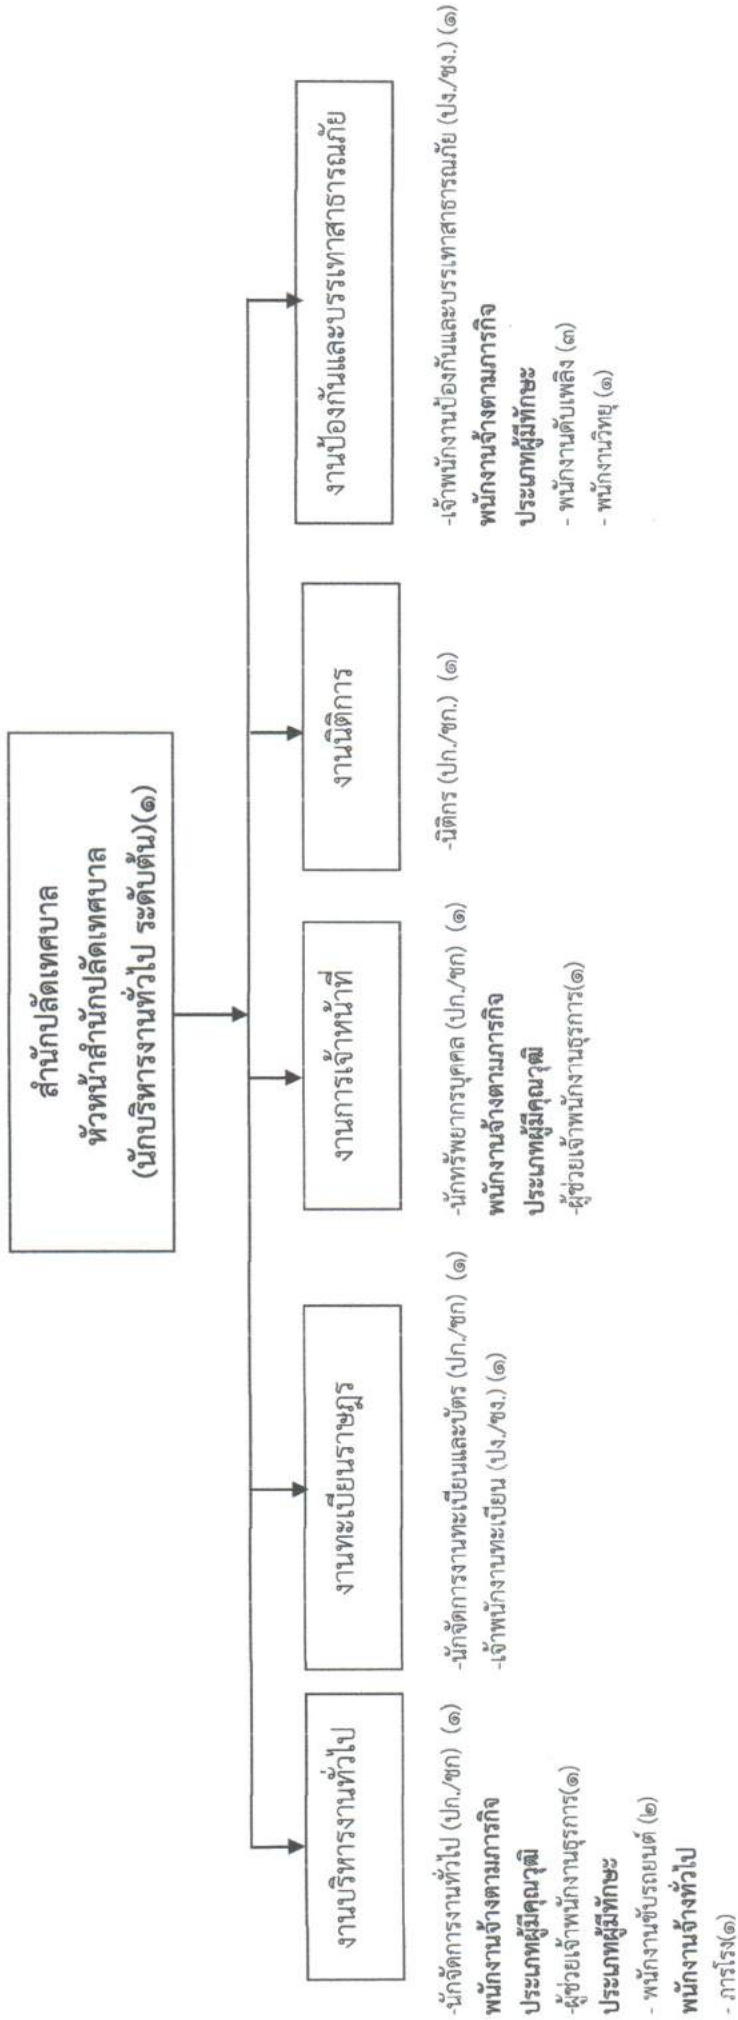 สำนักปลัดเทศบาล
หัวหน้าสำนักปลัดเทศบาล
(นักบริหารงานทั่วไป ระดับต้น)(๑)
งานบริหารงานทั่วไป
-นักจัดการงานทั่วไป (ปก./ชก) (๑)
พนักงานจ้างตามภารกิจ
ประเภทผู้มีคุณวุฒิ
-ผู้ช่วยเจ้าพนักงานธุรการ(๑)
ประเภทผู้มีทักษะ
- พนักงานขับรถยนต์ (๒)
พนักงานจ้างทั่วไป
- ภารโรง(๑)
งานทะเบียนราษฎร
-นักจัดการงานทะเบียนและบัตร (ปก./ชก) (๑)
-เจ้าพนักงานทะเบียน (ปง./ชง.) (๑)
งานการเจ้าหน้าที่
-นักทรัพยากรบุคคล (ปก./ชก) (๑)
พนักงานจ้างตามภารกิจ
ประเภทผู้มีคุณวุฒิ
-ผู้ช่วยเจ้าพนักงานธุรการ(๑)
งานนิติการ
-นิติกร (ปก./ชก.) (๑)
งานป้องกันและบรรเทาสาธารณภัย
-เจ้าพนักงานป้องกันและบรรเทาสาธารณภัย (ปง./ชง.) (๑)
พนักงานจ้างตามภารกิจ
ประเภทผู้มีทักษะ
- พนักงานดับเพลิง (๓)
- พนักงานวิทยุ (๑)